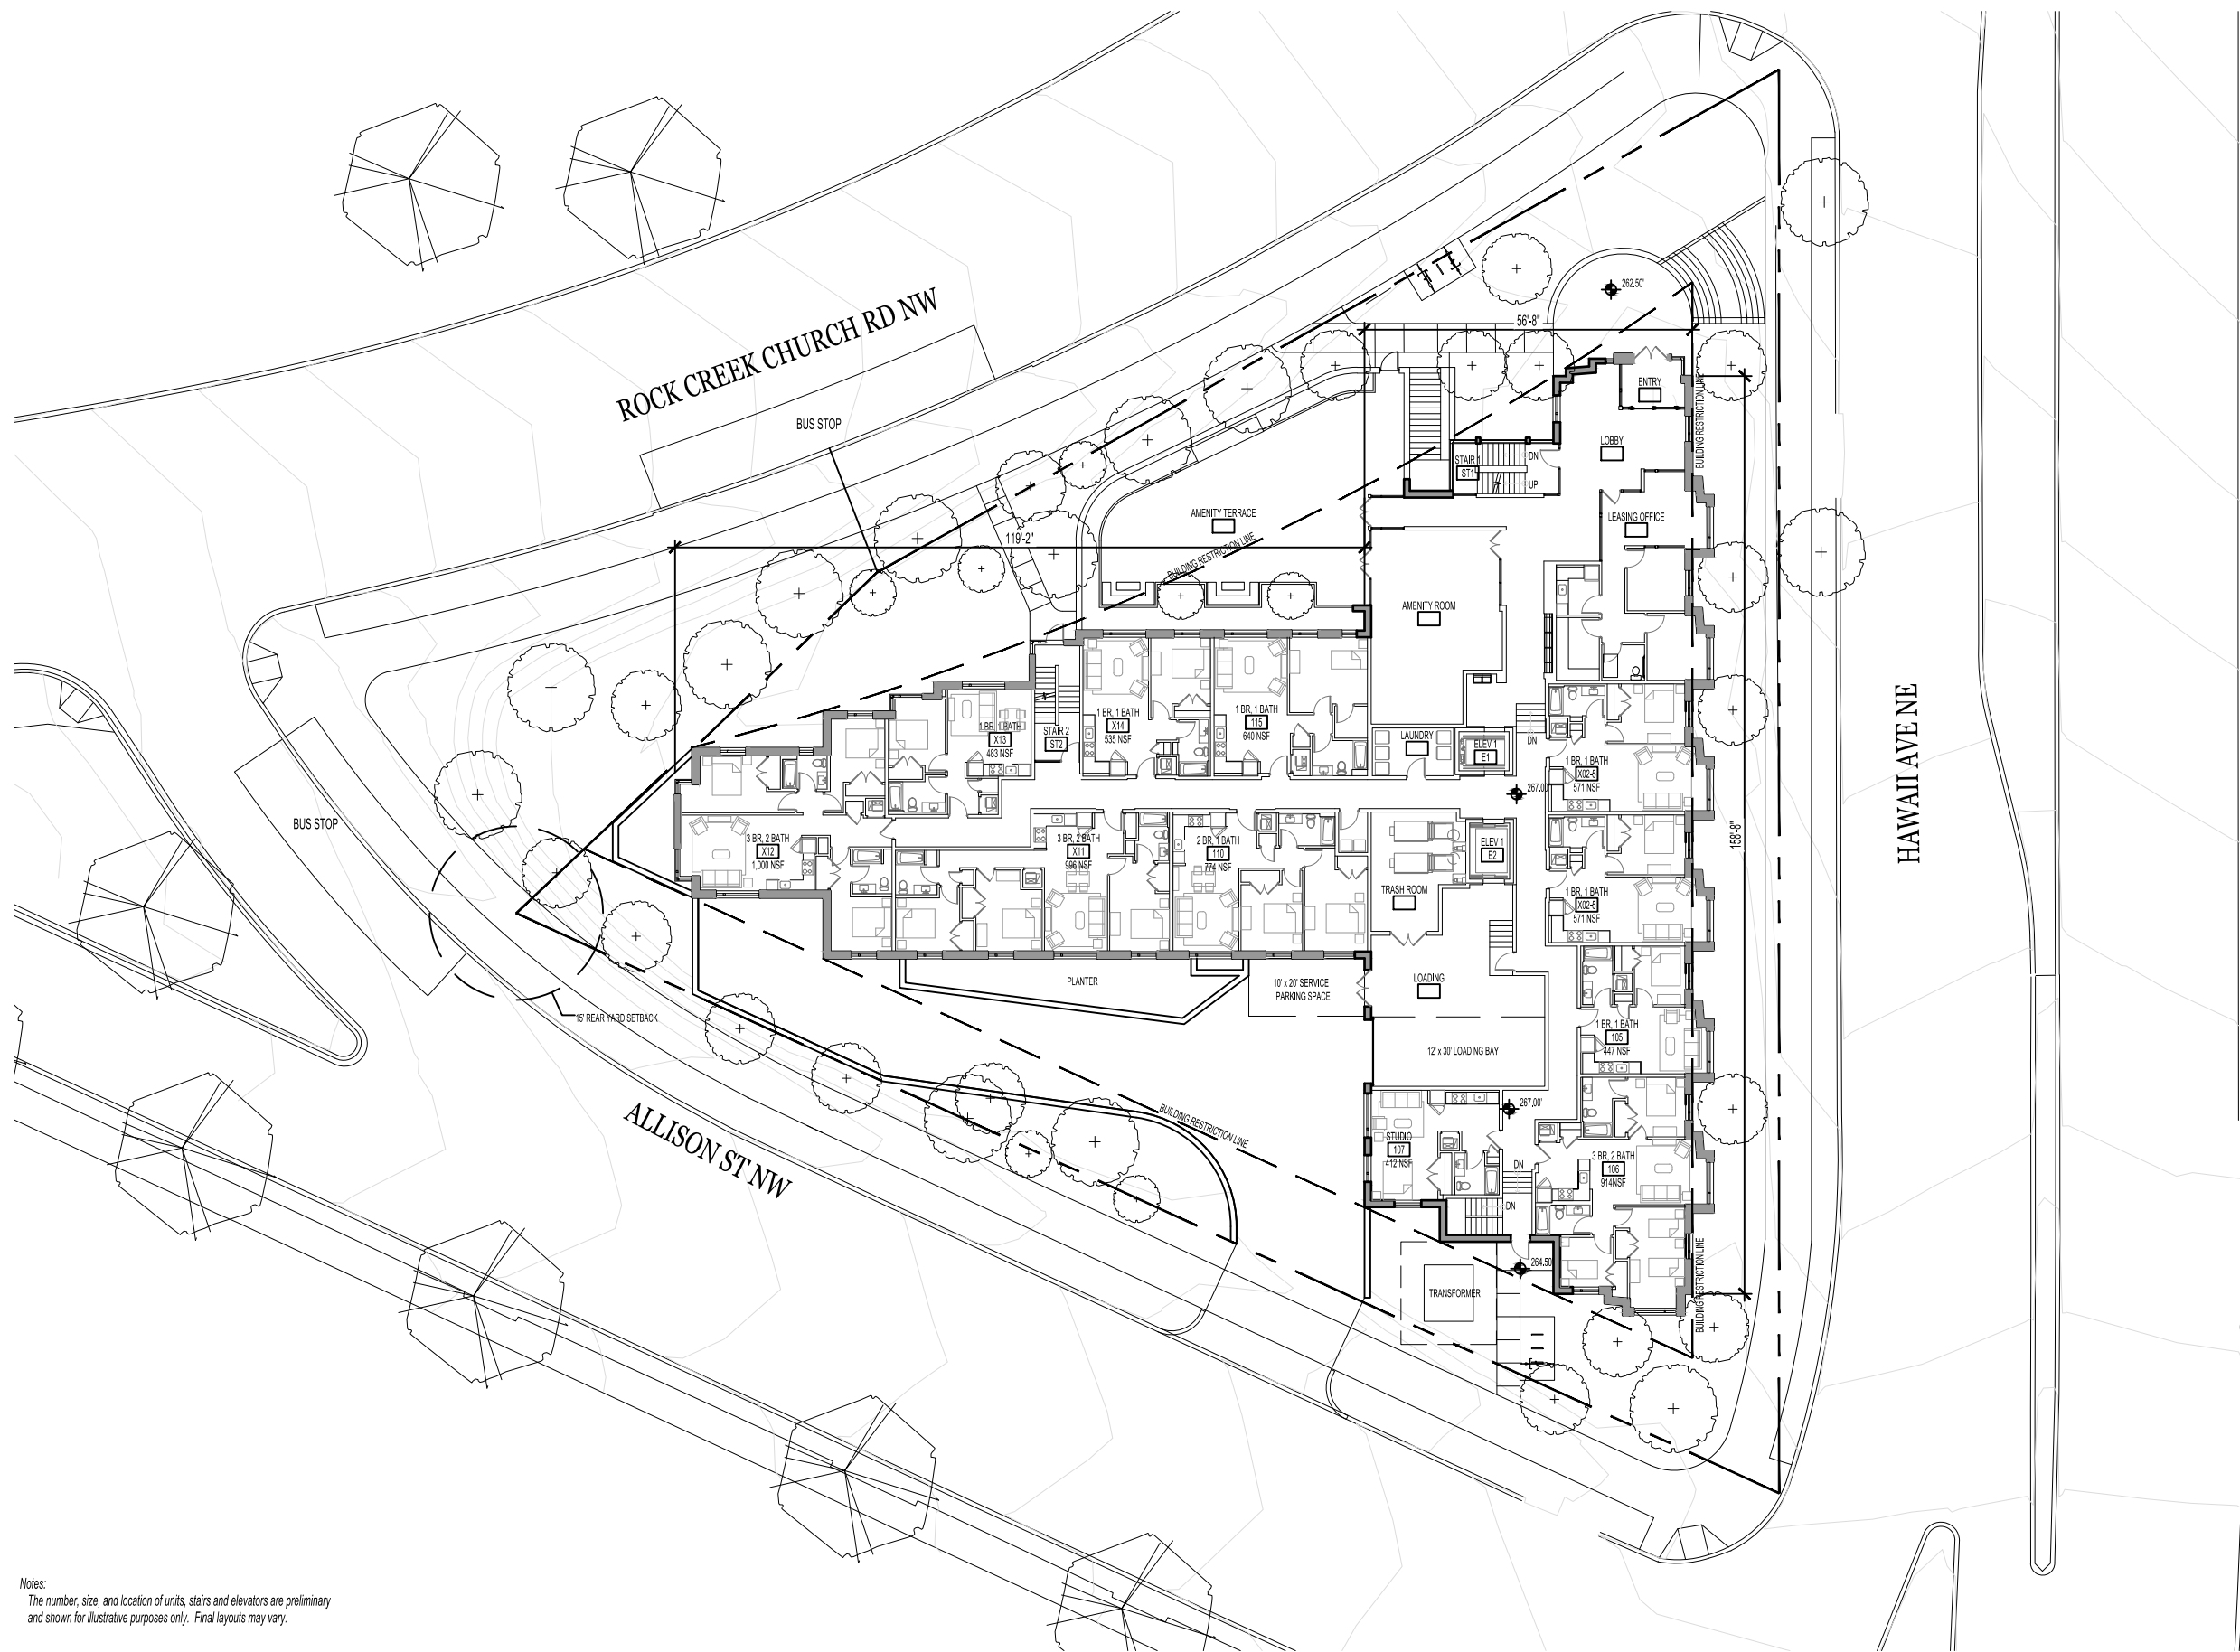 262.50'
56'-8"
ROCK CREEK CHURCH RD NW
ENTRY
BUILDING RESTRICTION LINE
BUS STOP
LOBBY
STAIR 1
ST1
DN
UP
AMENITY TERRACE
LEASING OFFICE
119'-2"
BUILDING RESTRICTION LINE
AMENITY ROOM
1 BR, 1 BATH
X13
483 NSF
STAIR 2
ST2
1 BR, 1 BATH
X14
535 NSF
1 BR, 1 BATH
115
640 NSF
LAUNDRY
ELEV 1
E1
DN
HAWAII AVE NE
1 BR, 1 BATH
X02-5
571 NSF
267.00'
BUS STOP
3 BR, 2 BATH
X12
1,000 NSF
3 BR, 2 BATH
X11
996 NSF
2 BR, 1 BATH
110
774 NSF
ELEV 1
E2
158'-8"
TRASH ROOM
1 BR, 1 BATH
X02-5
571 NSF
PLANTER
10' x 20' SERVICE
PARKING SPACE
LOADING
15' REAR YARD SETBACK
1 BR, 1 BATH
105
447 NSF
12' x 30' LOADING BAY
ALLISON ST NW
BUILDING RESTRICTION LINE
267.00'
STUDIO
107
412 NSF
DN
3 BR, 2 BATH
106
914NSF
DN
264.50'
TRANSFORMER
BUILDING RESTRICTION LINE
Notes:
The number, size, and location of units, stairs and elevators are preliminary
and shown for illustrative purposes only. Final layouts may vary.